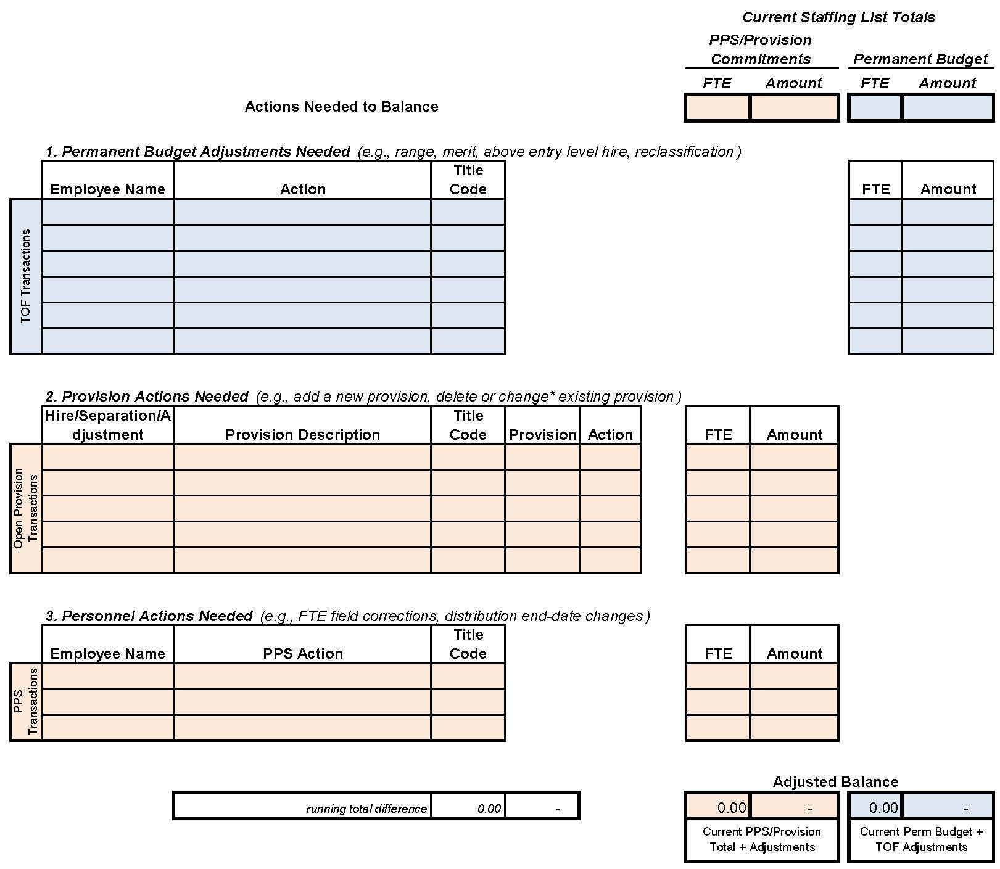 Current Staffing List Totals
PPS/Provision
Commitments Permanent Budget
FTE Amount FTE Amount
Actions Needed to Balance
1. Permanent Budget Adjustments Needed (e.g., range, merit, above entry level hire, reclassification)
Title
Employee Name Action Code FTE Amount
TOF Transactions
2. Provision Actions Needed (e.g., add a new provision, delete or change* existing provision)
Hire/Separation/A Title
djustment Provision Description Code Provision Action FTE Amount
Open Provision
Transactions
3. Personnel Actions Needed (e.g., FTE field corrections, distribution end-date changes)
Title
Employee Name PPS Action Code FTE Amount
PPS
Transactions
Adjusted Balance
running total difference 0.00 - 0.00 - 0.00 -
Current PPS/Provision Current Perm Budget +
Total + Adjustments TOF Adjustments